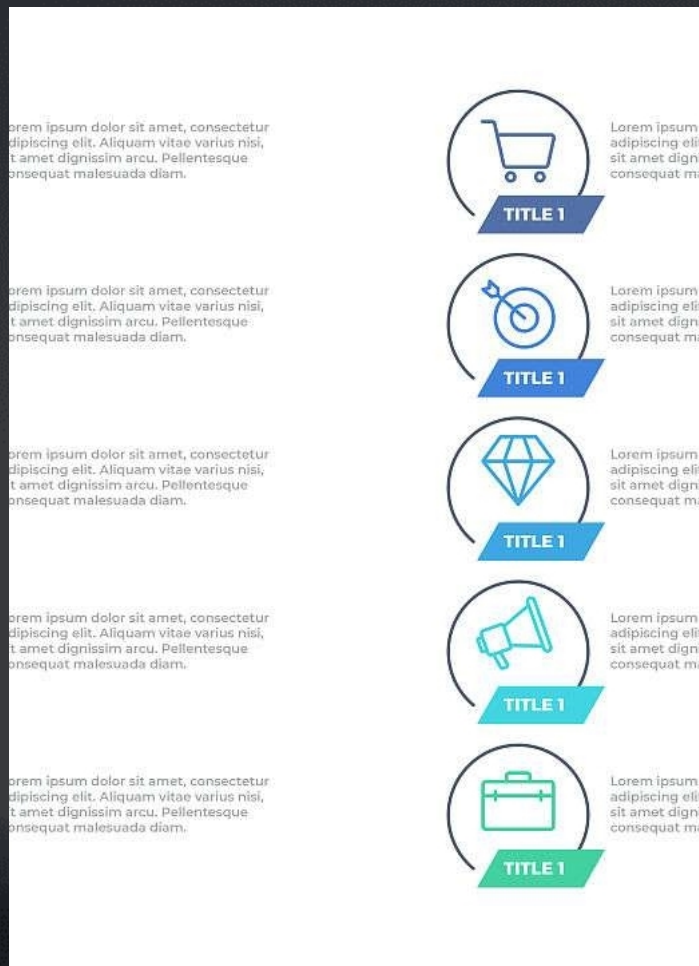 orem ipsum dolor sit amet, consectetur
dipiscing elit. Aliquam vitae varius nisi,
t amet dignissim arcu. Pellentesque
onsequat malesuada diam.
TITLE 1
Lorem ipsum
adipiscing eli
sit amet dign
consequat ma
orem ipsum dolor sit amet, consectetur
dipiscing elit. Aliquam vitae varius nisi,
t amet dignissim arcu. Pellentesque
onsequat malesuada diam.
TITLE 1
Lorem ipsum
adipiscing eli
sit amet dign
consequat ma
orem ipsum dolor sit amet, consectetur
dipiscing elit. Aliquam vitae varius nisi,
t amet dignissim arcu. Pellentesque
onsequat malesuada diam.
TITLE 1
Lorem ipsum
adipiscing eli
sit amet dign
consequat ma
orem ipsum dolor sit amet, consectetur
dipiscing elit. Aliquam vitae varius nisi,
t amet dignissim arcu. Pellentesque
onsequat malesuada diam.
TITLE 1
Lorem ipsum
adipiscing eli
sit amet dign
consequat ma
orem ipsum dolor sit amet, consectetur
dipiscing elit. Aliquam vitae varius nisi,
t amet dignissim arcu. Pellentesque
onsequat malesuada diam.
TITLE 1
Lorem ipsum
adipiscing eli
sit amet dign
consequat ma